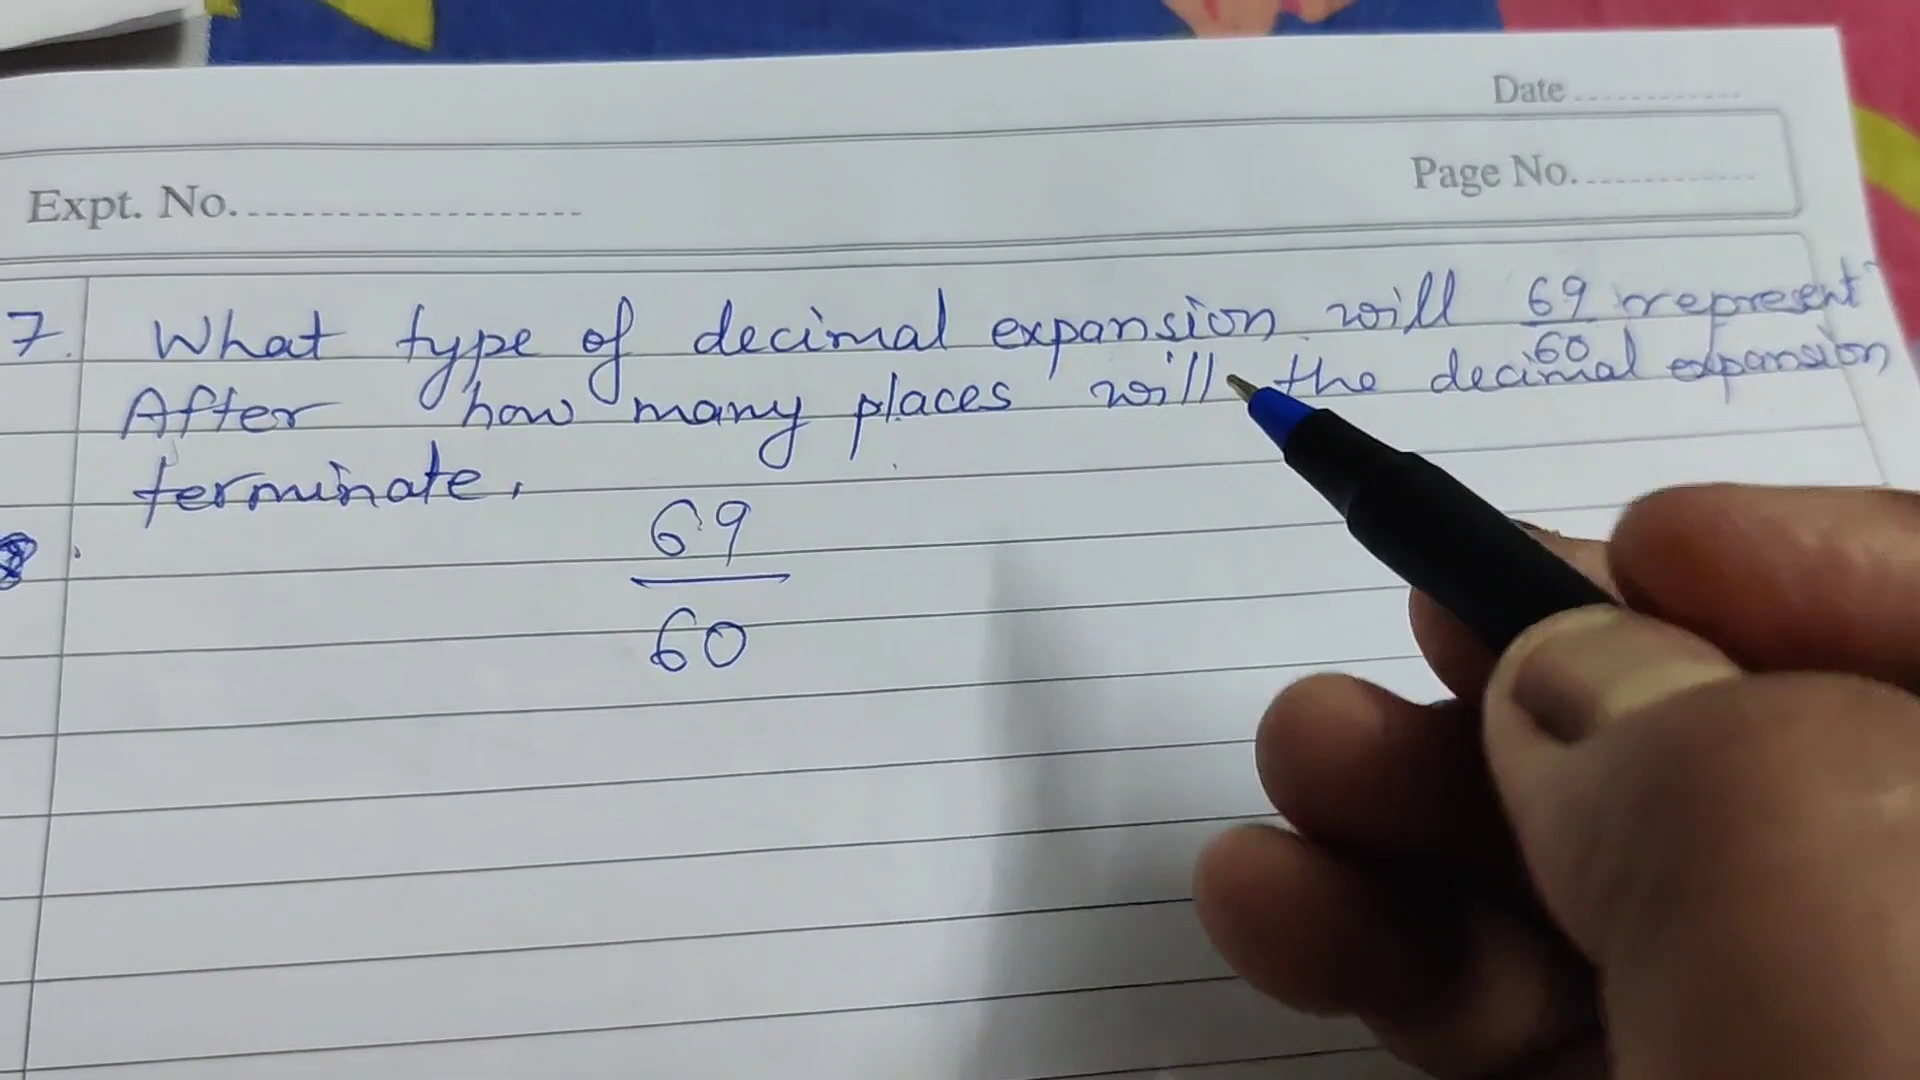 Date
Page No.
Expt. No.
7. What type of decimal expansion will 69/60 represent
After how many places will the decimal expansion
terminate.
69
60